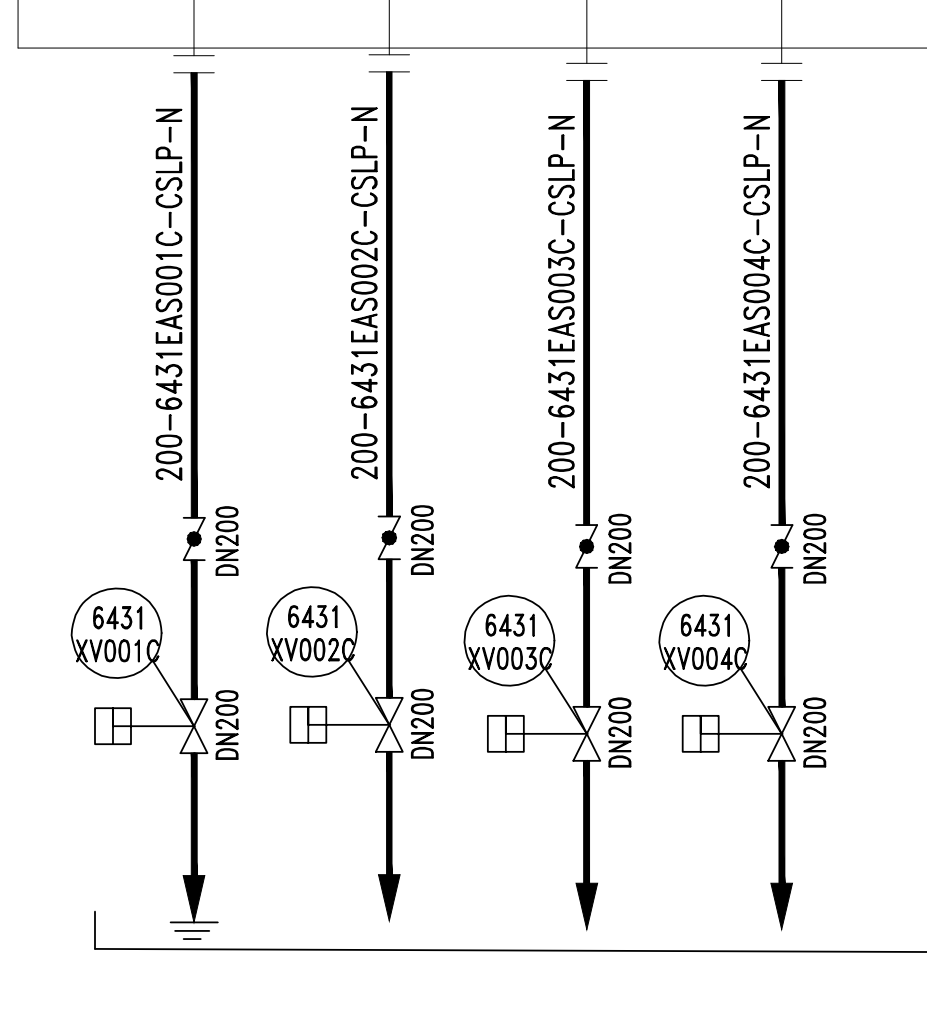 200-6431EAS001C-CSLP-N
200-6431EAS002C-CSLP-N
200-6431EAS003C-CSLP-N
200-6431EAS004C-CSLP-N
DN200
DN200
DN200
DN200
6431
XV001C
6431
XV002C
6431
XV003C
6431
XV004C
DN200
DN200
DN200
DN200